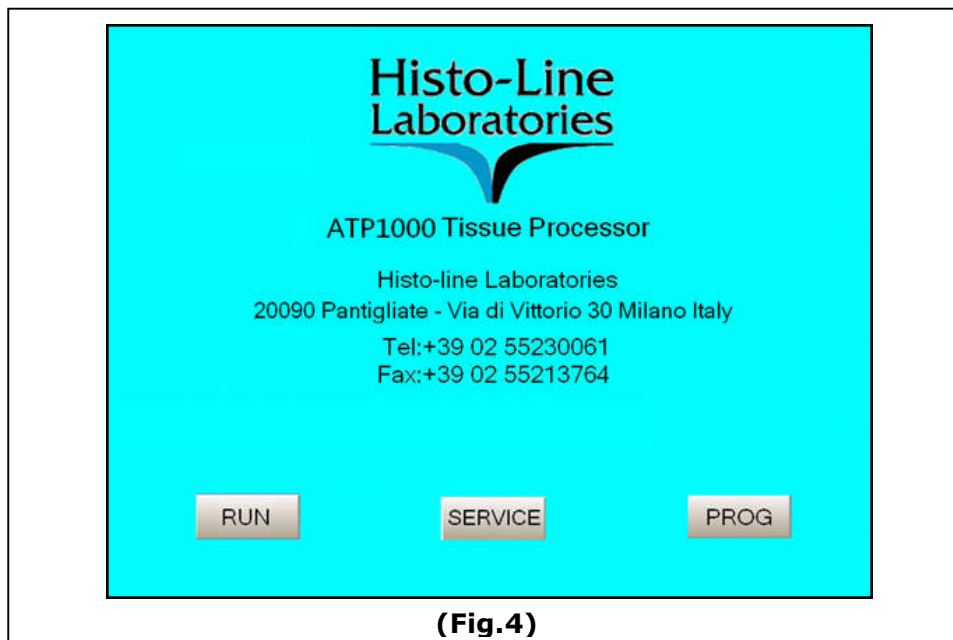 Histo-Line
Laboratories
ATP1000 Tissue Processor
Histo-line Laboratories
20090 Pantigliate - Via di Vittorio 30 Milano Italy
Tel:+39 02 55230061
Fax:+39 02 55213764
RUN SERVICE PROG
(Fig.4)